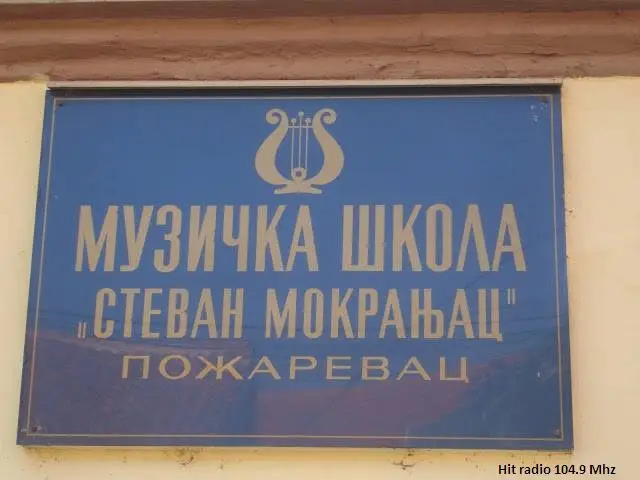 МУЗИЧКА ШКОЛА
„СТЕВАН МОКРАЊАЦ"
ПОЖАРЕВАЦ
Hit radio 104.9 Mhz